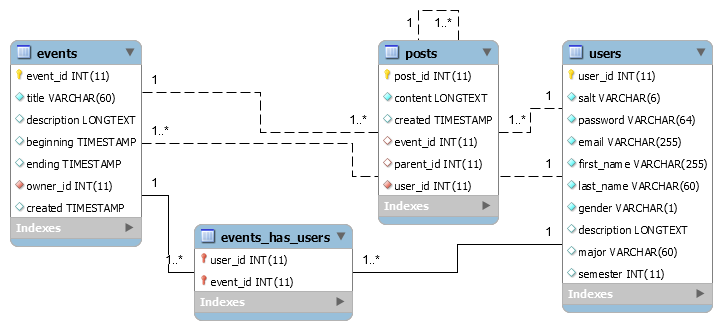 1
1..*
events
event_id INT(11)
title VARCHAR(60)
description LONGTEXT
beginning TIMESTAMP
ending TIMESTAMP
owner_id INT(11)
created TIMESTAMP
Indexes
posts
post_id INT(11)
content LONGTEXT
created TIMESTAMP
event_id INT(11)
parent_id INT(11)
user_id INT(11)
Indexes
users
user_id INT(11)
salt VARCHAR(6)
password VARCHAR(64)
email VARCHAR(255)
first_name VARCHAR(255)
last_name VARCHAR(60)
gender VARCHAR(1)
description LONGTEXT
major VARCHAR(60)
semester INT(11)
Indexes
1
1..*
1..*
1
1..*
1
1
1..*
events_has_users
user_id INT(11)
event_id INT(11)
Indexes
1..*
1